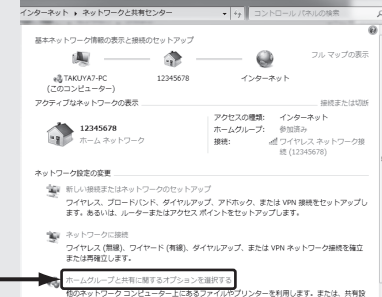 インターネット ▸ ネットワークと共有センター
コントロール パネルの検索
基本ネットワーク情報の表示と接続のセットアップ
フル マップの表示
TAKUYA7-PC
(このコンピューター)
12345678
インターネット
アクティブなネットワークの表示
接続または切断
12345678
ホーム ネットワーク
アクセスの種類: インターネット
ホームグループ: 参加済み
接続: ワイヤレス ネットワーク接
続 (12345678)
ネットワーク設定の変更
新しい接続またはネットワークのセットアップ
ワイヤレス、ブロードバンド、ダイヤルアップ、アドホック、または VPN 接続をセットアップし
ます。あるいは、ルーターまたはアクセス ポイントをセットアップします。
ネットワークに接続
ワイヤレス (無線)、ワイヤード (有線)、ダイヤルアップ、または VPN ネットワーク接続を確立
または再確立します。
ホームグループと共有に関するオプションを選択する
他のネットワーク コンピューター上にあるファイルやプリンターを利用します。または、共有設